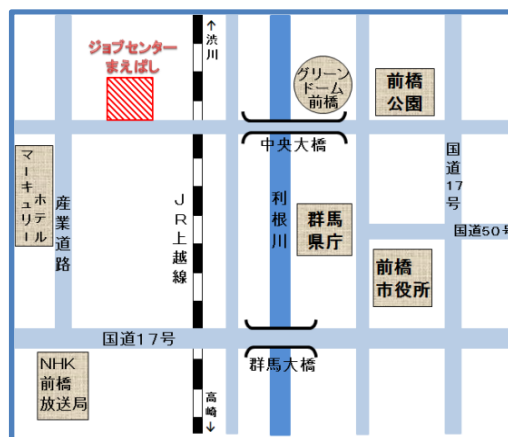 ジョブセンター
まえばし
↑渋川
グリーン
ドーム
前橋
前橋
公園
中央大橋
マーキュリー
ホテル
産業道路
JR上越線
利根川
群馬
県庁
国道17号
国道50号
前橋
市役所
国道17号
群馬大橋
NHK
前橋
放送局
高崎↓